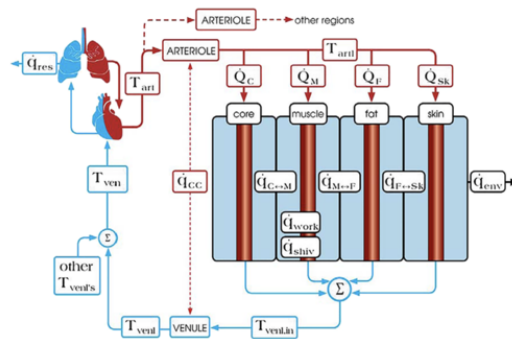 ARTERIOLE
other regions
q̇res
Tart
ARTERIOLE
Tartl
Q̇C
Q̇M
Q̇F
Q̇Sk
core
muscle
fat
skin
Tven
q̇CC
q̇C↔M
q̇M↔F
q̇F↔Sk
q̇env
q̇work
q̇shiv
Σ
other
Tvenl's
Σ
Tvenl
VENULE
Tvenl,in